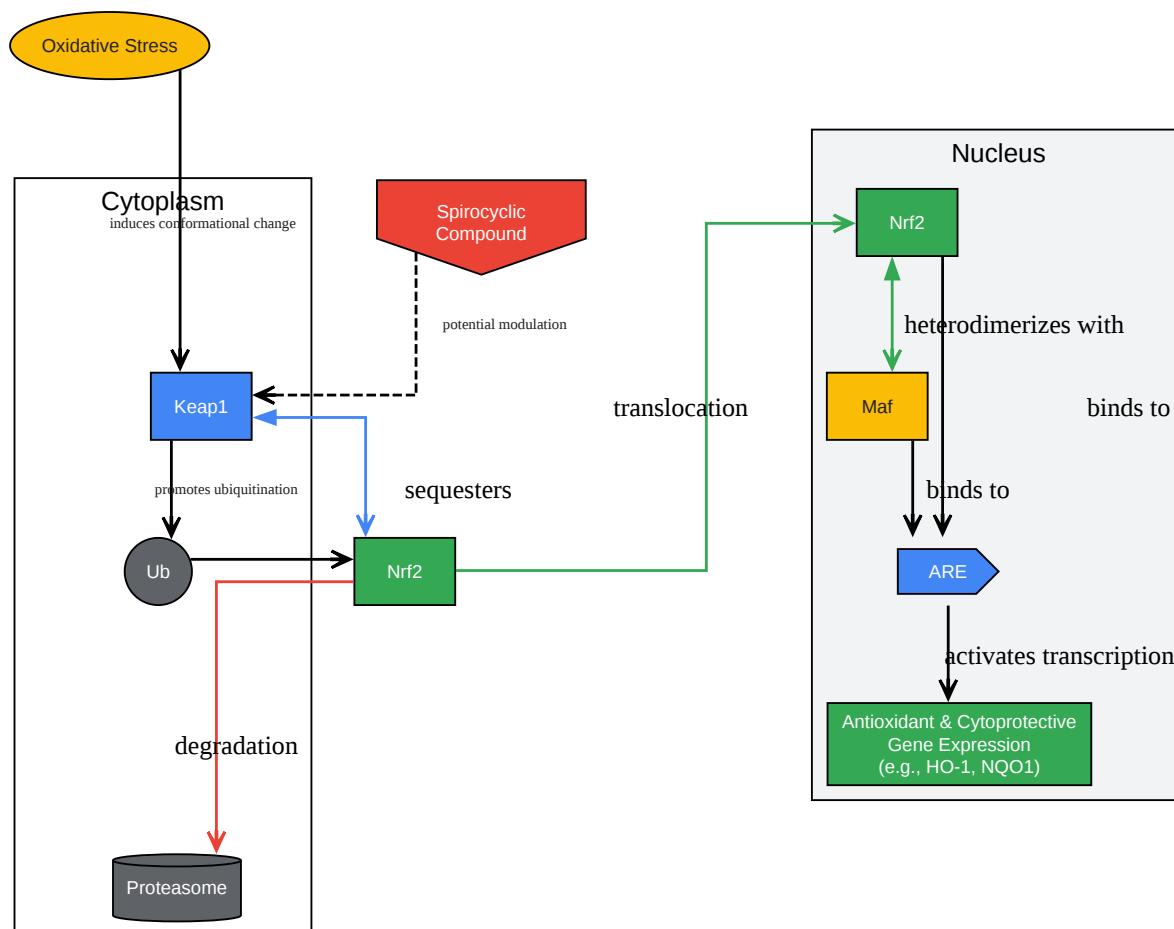 Oxidative Stress
Nucleus
Cytoplasm
induces conformational change
Spirocyclic
Compound
Nrf2
potential modulation
heterodimerizes with
Keap1
translocation
Maf
binds to
promotes ubiquitination
sequesters
binds to
Ub
Nrf2
ARE
activates transcription
Antioxidant & Cytoprotective
Gene Expression
(e.g., HO-1, NQO1)
degradation
Proteasome